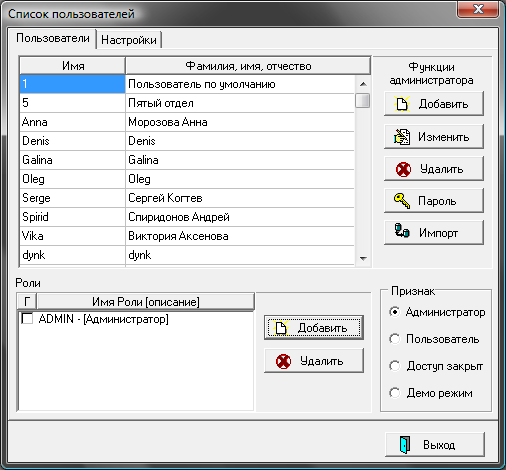 Список пользователей
Пользователи Настройки
Имя Фамилия, имя, отчество
1 Пользователь по умолчанию
5 Пятый отдел
Anna Морозова Анна
Denis Denis
Galina Galina
Oleg Oleg
Serge Сергей Когтев
Spirid Спиридонов Андрей
Vika Виктория Аксенова
dynk dynk
Функции
администратора
Добавить
Изменить
Удалить
Пароль
Импорт
Роли
Г Имя Роли [описание]
ADMIN - [Администратор]
Добавить
Удалить
Признак
Администратор
Пользователь
Доступ закрыт
Демо режим
Выход